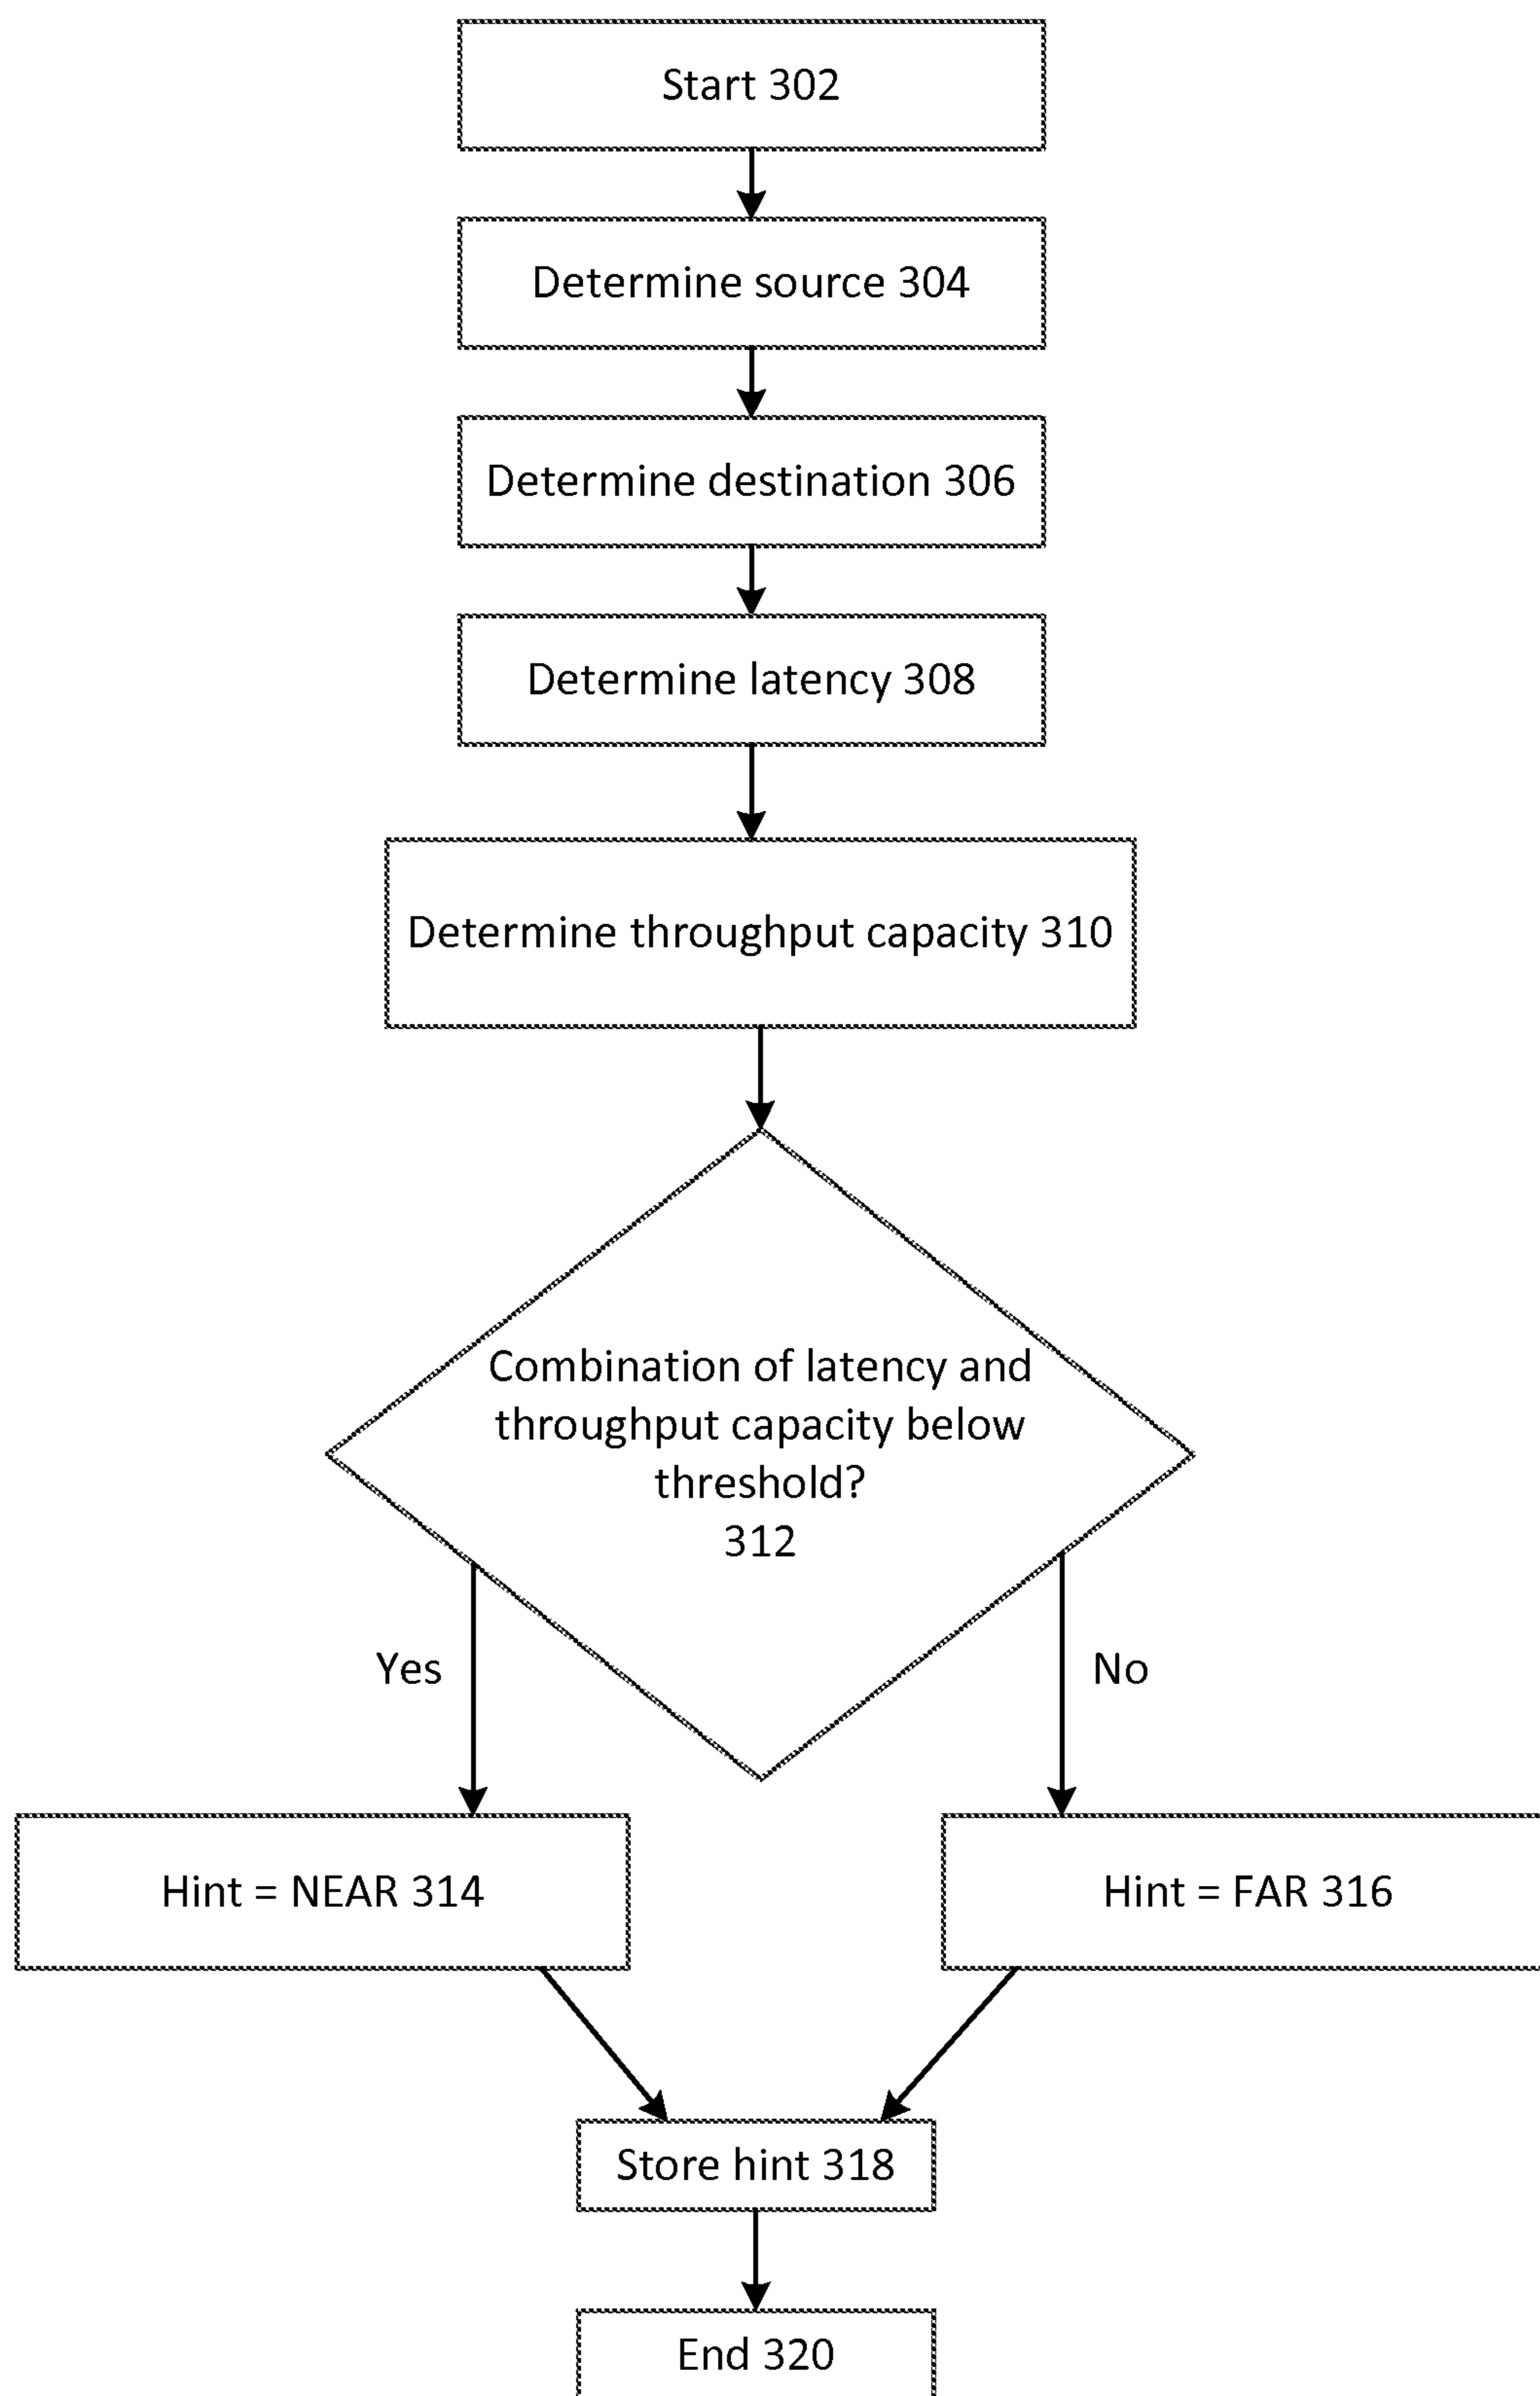 Start 302
Determine source 304
Determine destination 306
Determine latency 308
Determine throughput capacity 310
Combination of latency and
throughput capacity below
threshold?
312
Yes
No
Hint = NEAR 314
Hint = FAR 316
Store hint 318
End 320